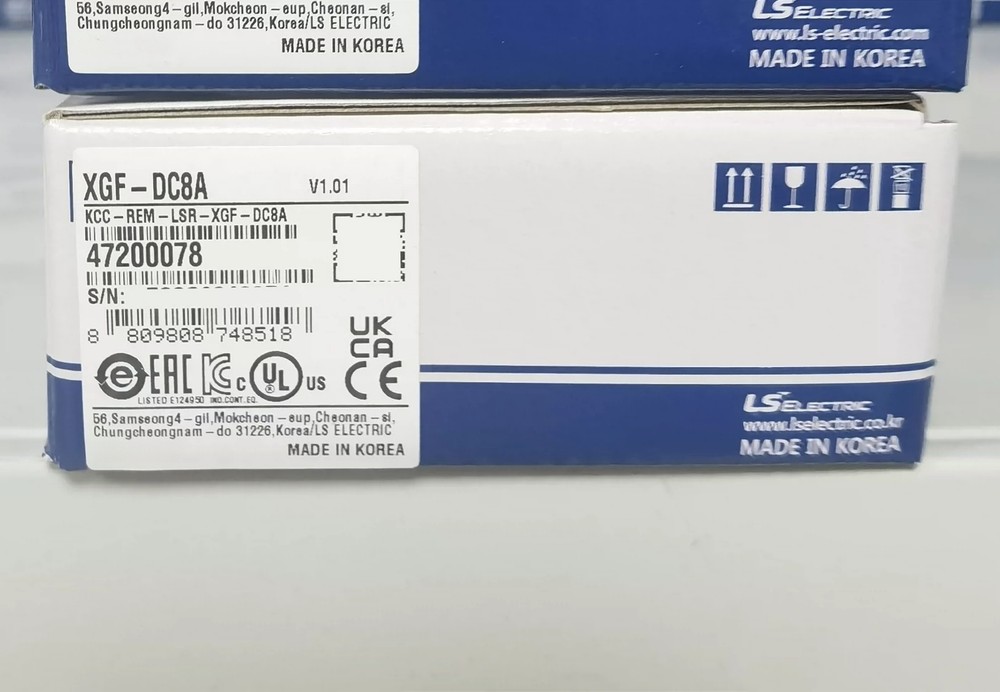 56,Samseong4-gil,Mokcheon-eup,Cheonan-si,
Chungcheongnam-do 31226,Korea/LS ELECTRIC
MADE IN KOREA
LS ELECTRIC
www.ls-electric.com
MADE IN KOREA
XGF-DC8A V1.01
KCC-REM-LSR-XGF-DC8A
47200078
S/N:
8 809808 748518
UK
CA
EAC
c UL US
CE
LISTED E124950 IND.CONT.EQ.
56,Samseong4-gil,Mokcheon-eup,Cheonan-si,
Chungcheongnam-do 31226,Korea/LS ELECTRIC
MADE IN KOREA
LS ELECTRIC
www.lselectric.co.kr
MADE IN KOREA